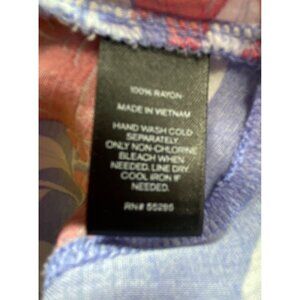 100% RAYON
MADE IN VIETNAM
HAND WASH COLD
SEPARATELY.
ONLY NON-CHLORINE
BLEACH WHEN
NEEDED. LINE DRY.
COOL IRON IF
NEEDED.
RN# 55285